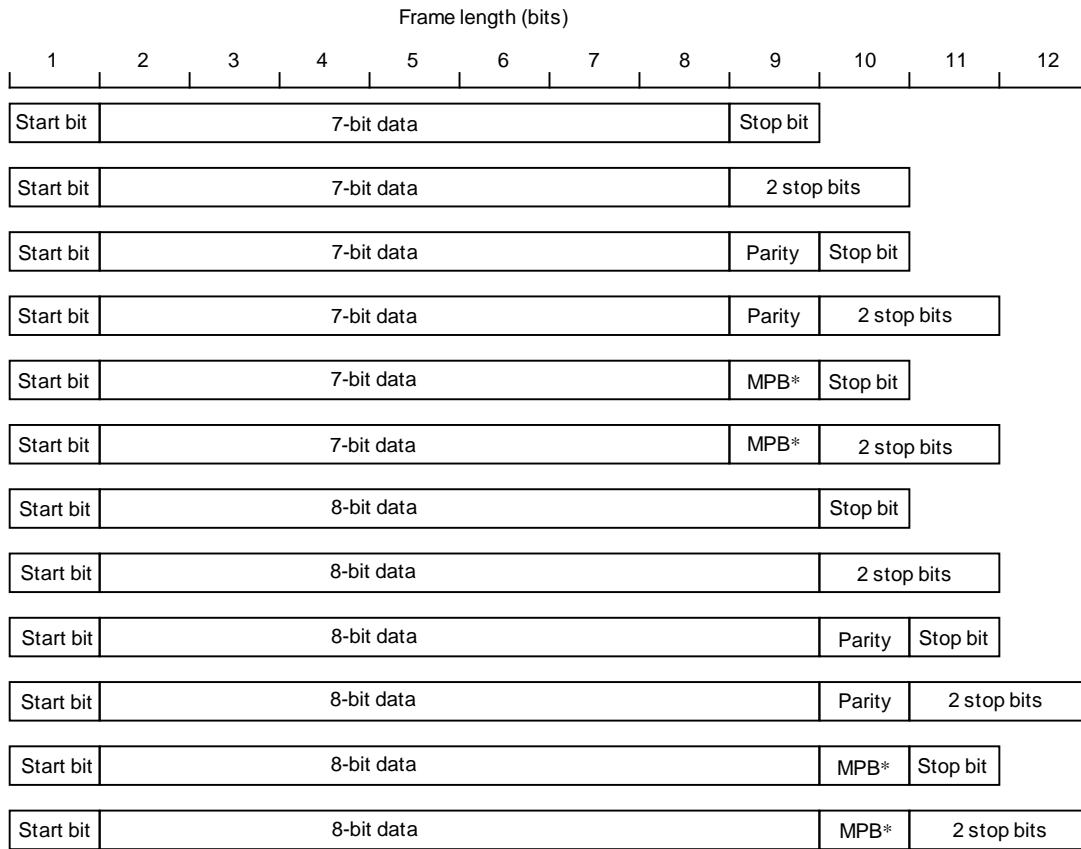 Frame length (bits)
1 2 3 4 5 6 7 8 9 10 11 12
Start bit 7-bit data Stop bit
Start bit 7-bit data 2 stop bits
Start bit 7-bit data Parity Stop bit
Start bit 7-bit data Parity 2 stop bits
Start bit 7-bit data MPB* Stop bit
Start bit 7-bit data MPB* 2 stop bits
Start bit 8-bit data Stop bit
Start bit 8-bit data 2 stop bits
Start bit 8-bit data Parity Stop bit
Start bit 8-bit data Parity 2 stop bits
Start bit 8-bit data MPB* Stop bit
Start bit 8-bit data MPB* 2 stop bits